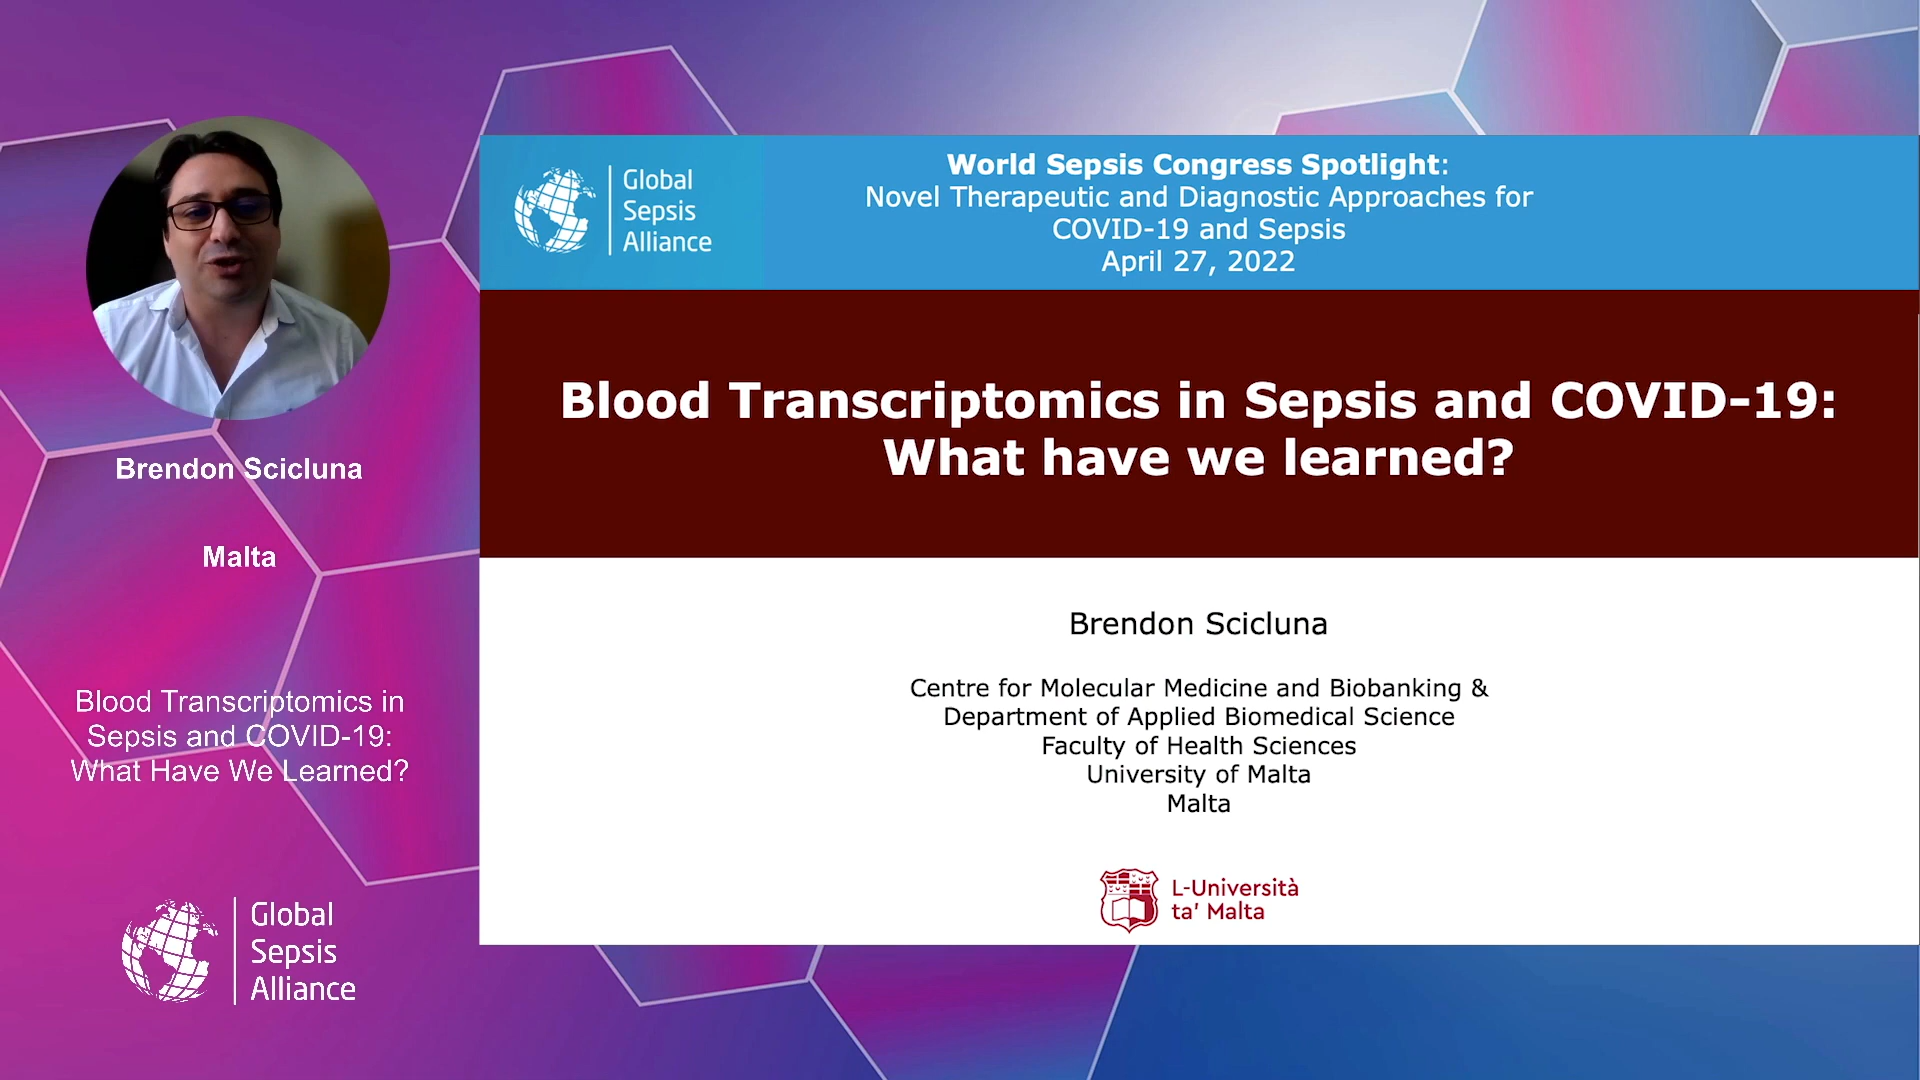 Brendon Scicluna
Malta
Blood Transcriptomics in
Sepsis and COVID-19:
What Have We Learned?
Global
Sepsis
Alliance
Global
Sepsis
Alliance
World Sepsis Congress Spotlight:
Novel Therapeutic and Diagnostic Approaches for
COVID-19 and Sepsis
April 27, 2022
Blood Transcriptomics in Sepsis and COVID-19:
What have we learned?
Brendon Scicluna
Centre for Molecular Medicine and Biobanking &
Department of Applied Biomedical Science
Faculty of Health Sciences
University of Malta
Malta
L-Università
ta' Malta